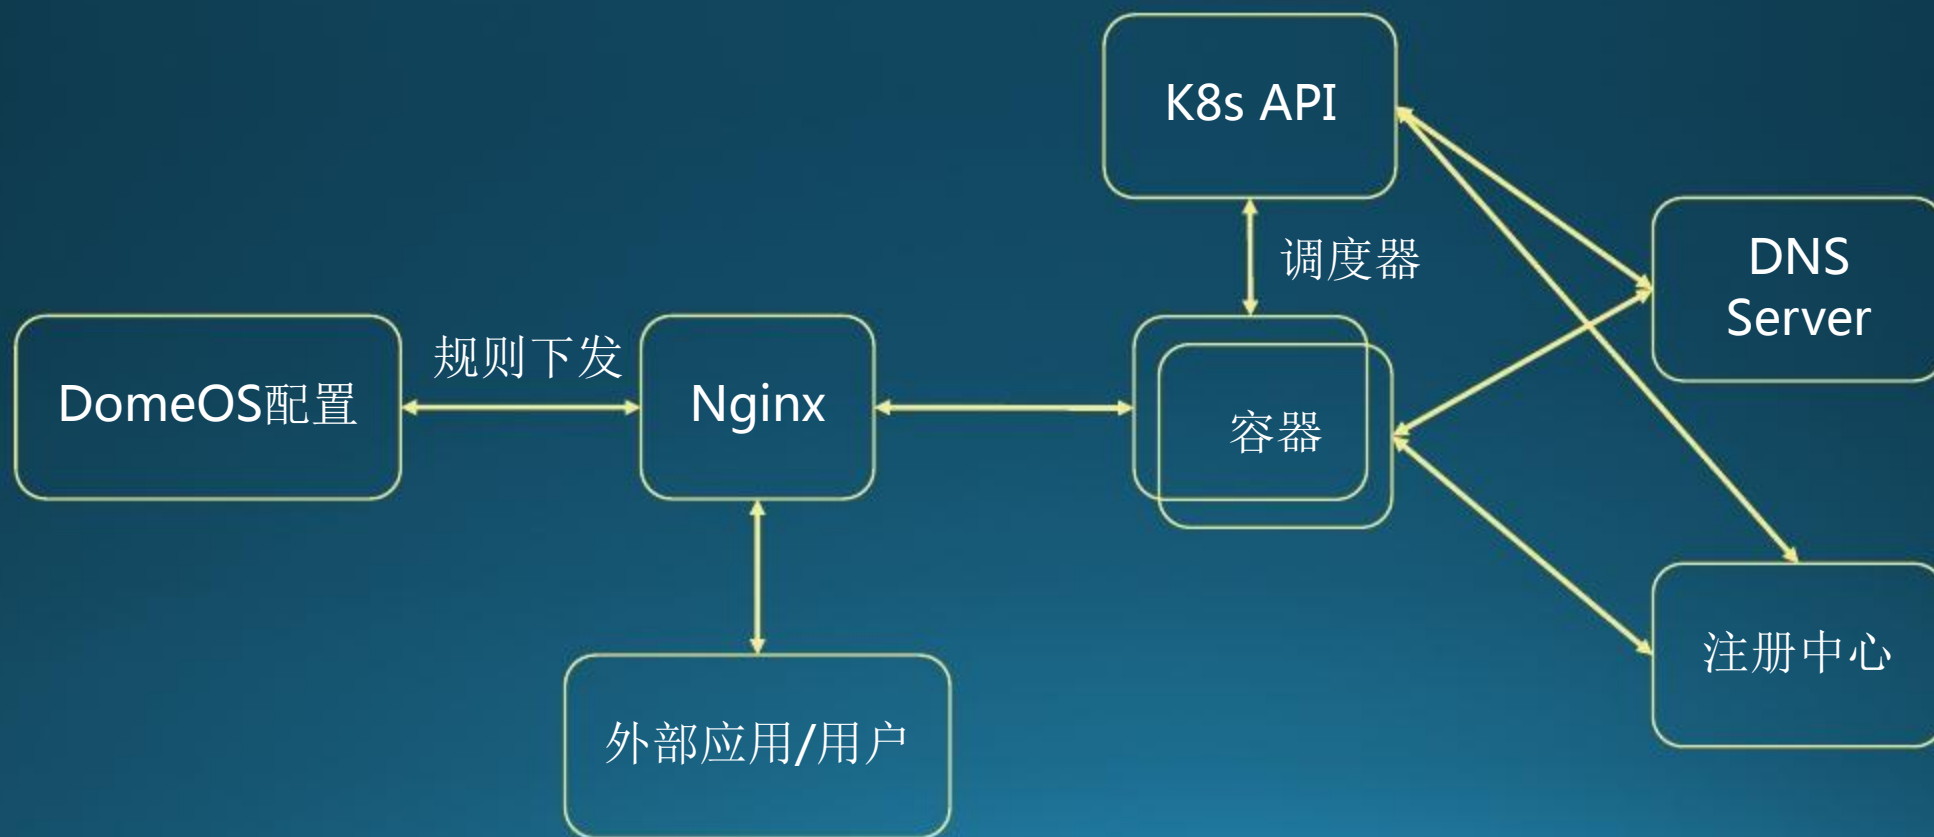 K8s API
调度器
DNS
Server
DomeOS配置
规则下发
Nginx
容器
注册中心
外部应用/用户